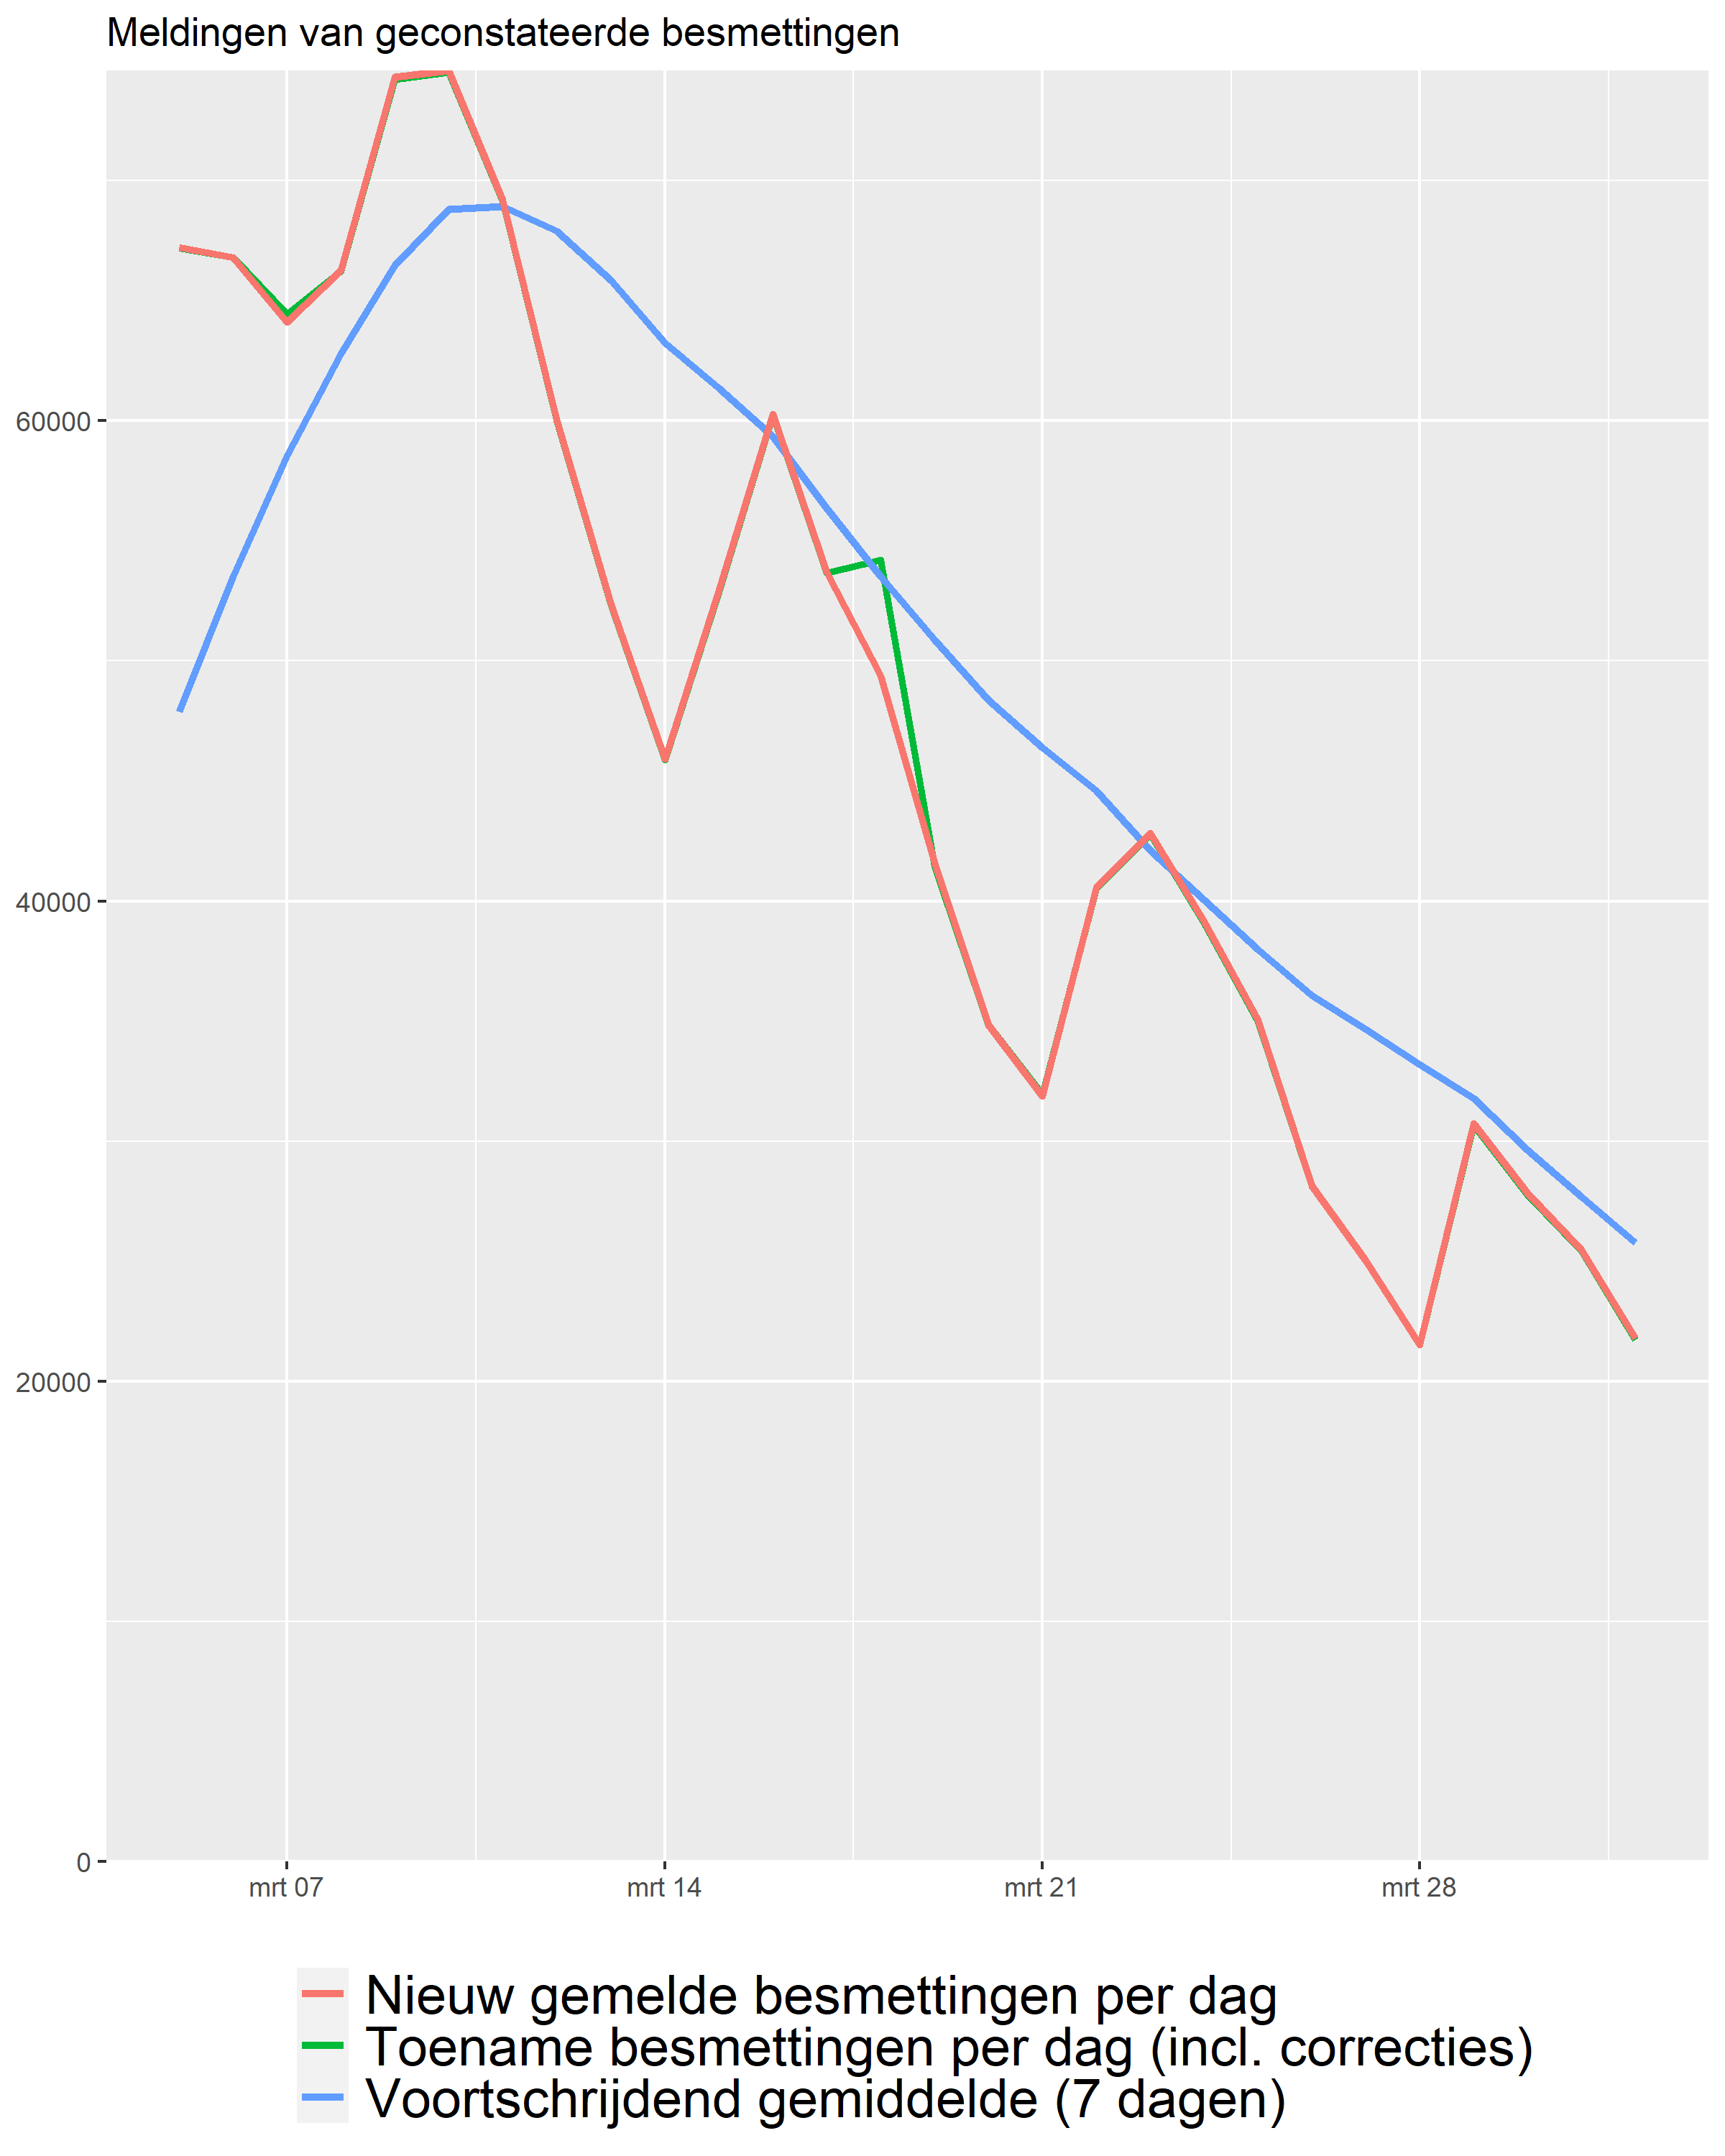 Meldingen van geconstateerde besmettingen
60000
40000
20000
0
mrt 07 mrt 14 mrt 21 mrt 28
Nieuw gemelde besmettingen per dag
Toename besmettingen per dag (incl. correcties)
Voortschrijdend gemiddelde (7 dagen)